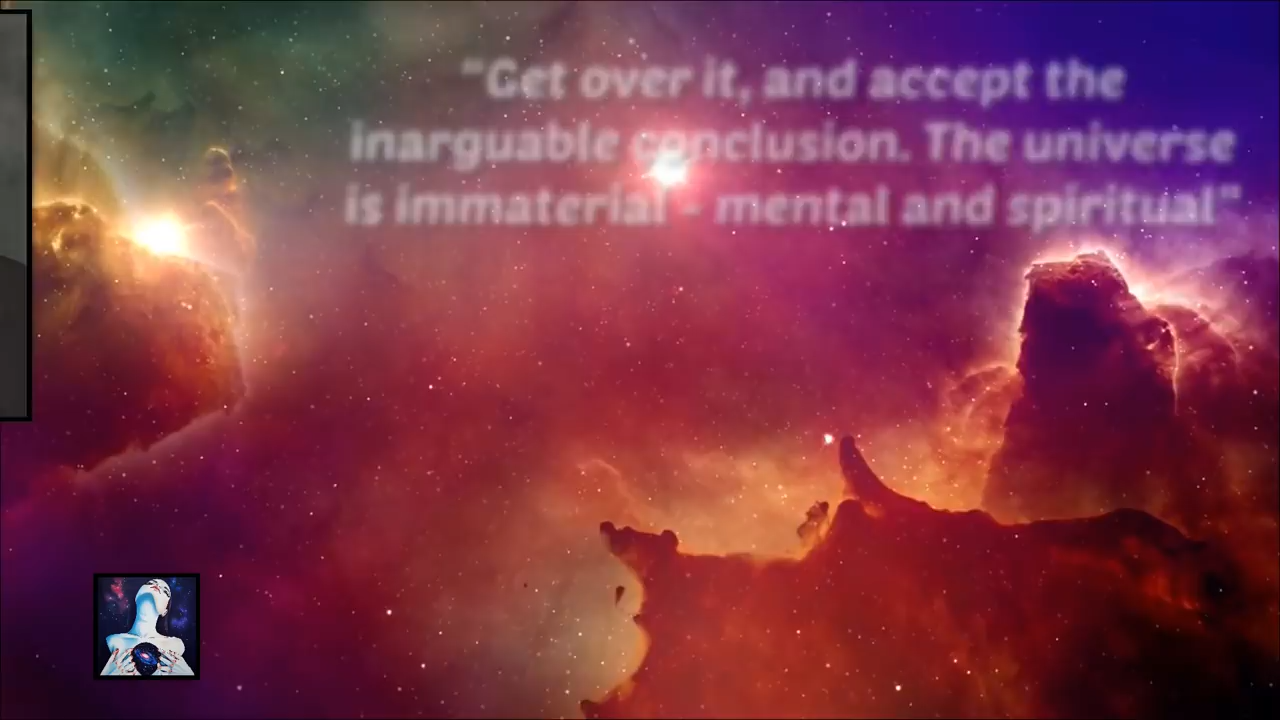 "Get over it, and accept the
inarguable conclusion. The universe
is immaterial - mental and spiritual"